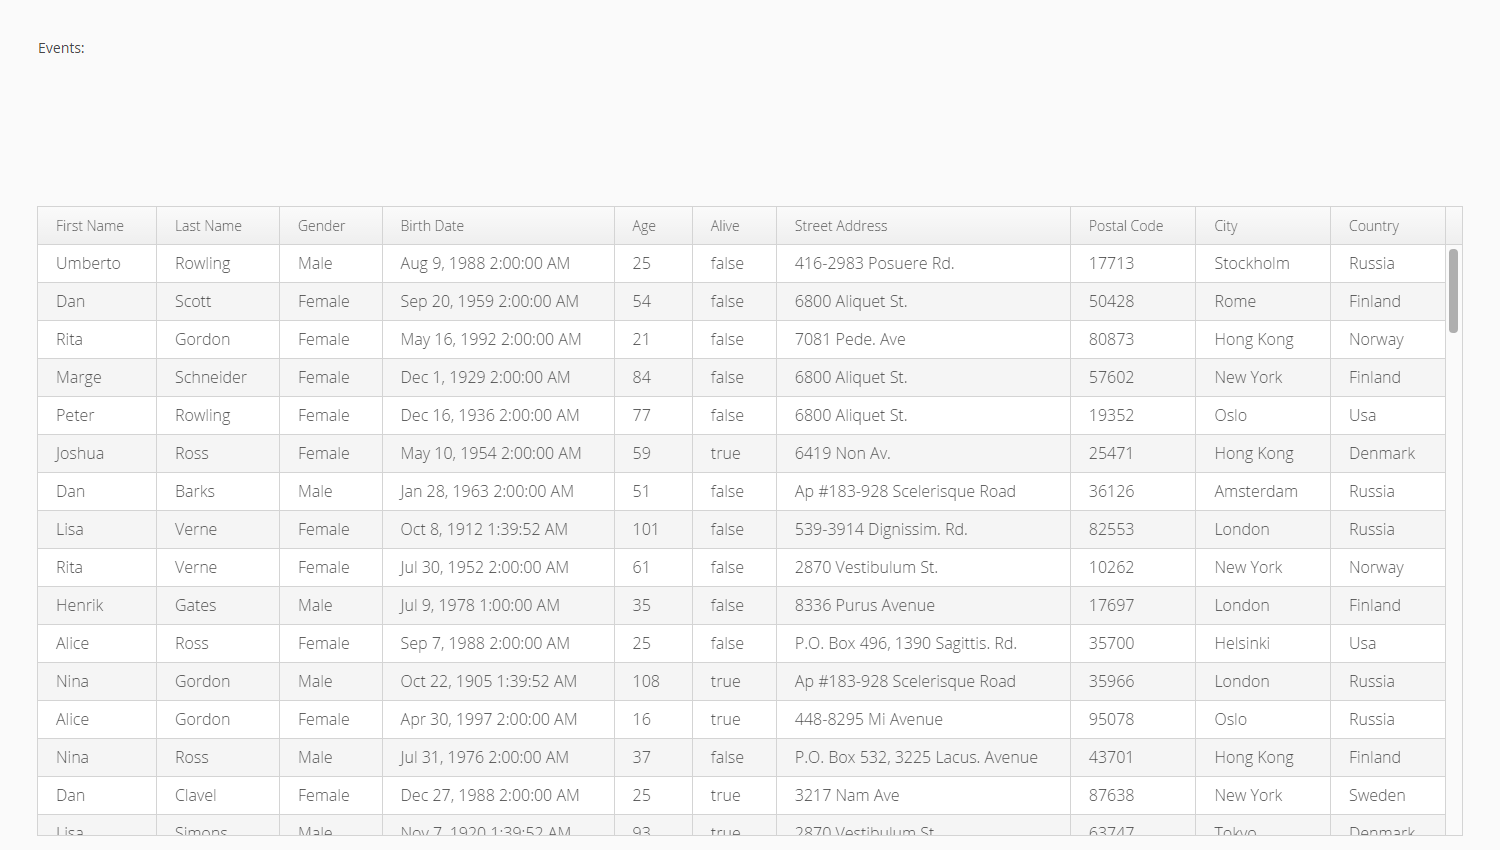 Events:
First Name Last Name Gender Birth Date Age Alive Street Address Postal Code City Country
Umberto Rowling Male Aug 9, 1988 2:00:00 AM 25 false 416-2983 Posuere Rd. 17713 Stockholm Russia
Dan Scott Female Sep 20, 1959 2:00:00 AM 54 false 6800 Aliquet St. 50428 Rome Finland
Rita Gordon Female May 16, 1992 2:00:00 AM 21 false 7081 Pede. Ave 80873 Hong Kong Norway
Marge Schneider Female Dec 1, 1929 2:00:00 AM 84 false 6800 Aliquet St. 57602 New York Finland
Peter Rowling Female Dec 16, 1936 2:00:00 AM 77 false 6800 Aliquet St. 19352 Oslo Usa
Joshua Ross Female May 10, 1954 2:00:00 AM 59 true 6419 Non Av. 25471 Hong Kong Denmark
Dan Barks Male Jan 28, 1963 2:00:00 AM 51 false Ap #183-928 Scelerisque Road 36126 Amsterdam Russia
Lisa Verne Female Oct 8, 1912 1:39:52 AM 101 false 539-3914 Dignissim. Rd. 82553 London Russia
Rita Verne Female Jul 30, 1952 2:00:00 AM 61 false 2870 Vestibulum St. 10262 New York Norway
Henrik Gates Male Jul 9, 1978 1:00:00 AM 35 false 8336 Purus Avenue 17697 London Finland
Alice Ross Female Sep 7, 1988 2:00:00 AM 25 false P.O. Box 496, 1390 Sagittis. Rd. 35700 Helsinki Usa
Nina Gordon Male Oct 22, 1905 1:39:52 AM 108 true Ap #183-928 Scelerisque Road 35966 London Russia
Alice Gordon Female Apr 30, 1997 2:00:00 AM 16 true 448-8295 Mi Avenue 95078 Oslo Russia
Nina Ross Male Jul 31, 1976 2:00:00 AM 37 false P.O. Box 532, 3225 Lacus. Avenue 43701 Hong Kong Finland
Dan Clavel Female Dec 27, 1988 2:00:00 AM 25 true 3217 Nam Ave 87638 New York Sweden
Lisa Simons Male Nov 7, 1920 1:39:52 AM 93 true 2870 Vestibulum St. 63747 Tokyo Denmark